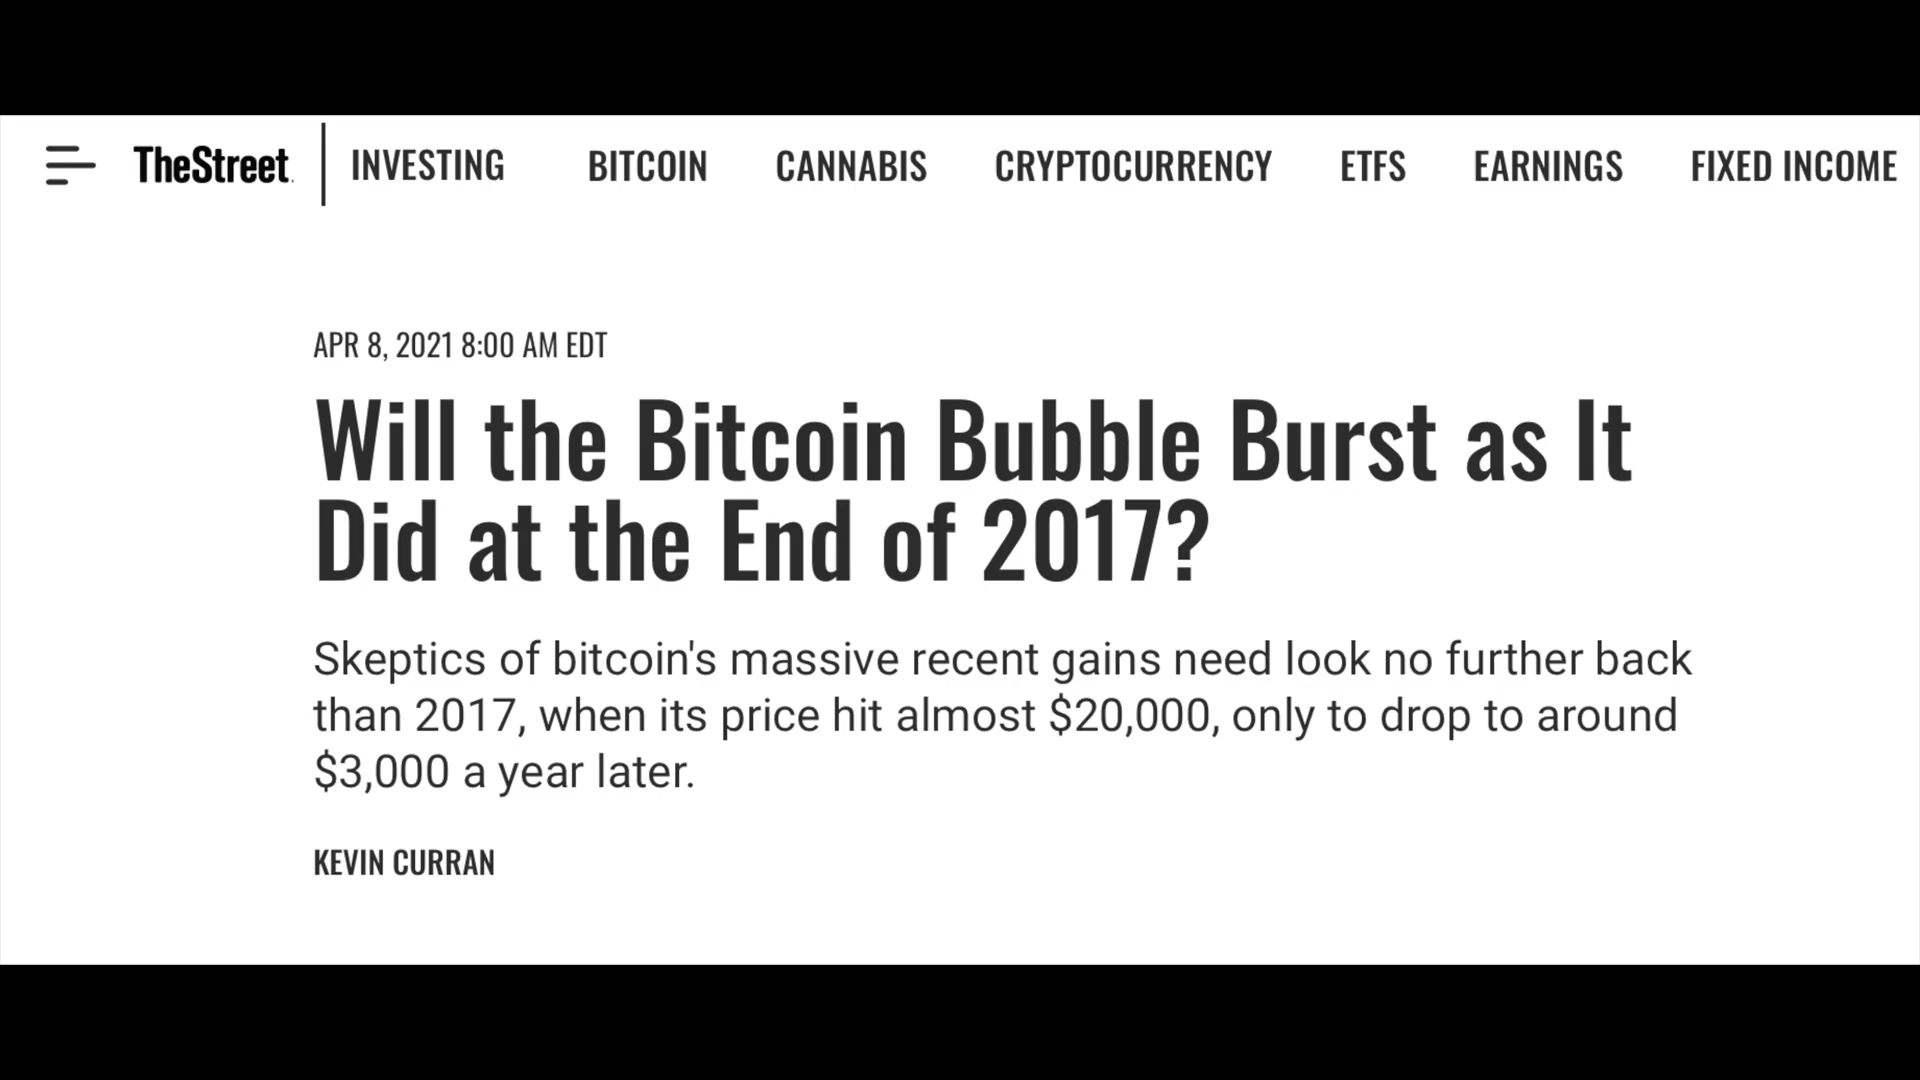 TheStreet INVESTING BITCOIN CANNABIS CRYPTOCURRENCY ETFS EARNINGS FIXED INCOME
APR 8, 2021 8:00 AM EDT
Will the Bitcoin Bubble Burst as It
Did at the End of 2017?
Skeptics of bitcoin's massive recent gains need look no further back
than 2017, when its price hit almost $20,000, only to drop to around
$3,000 a year later.
KEVIN CURRAN